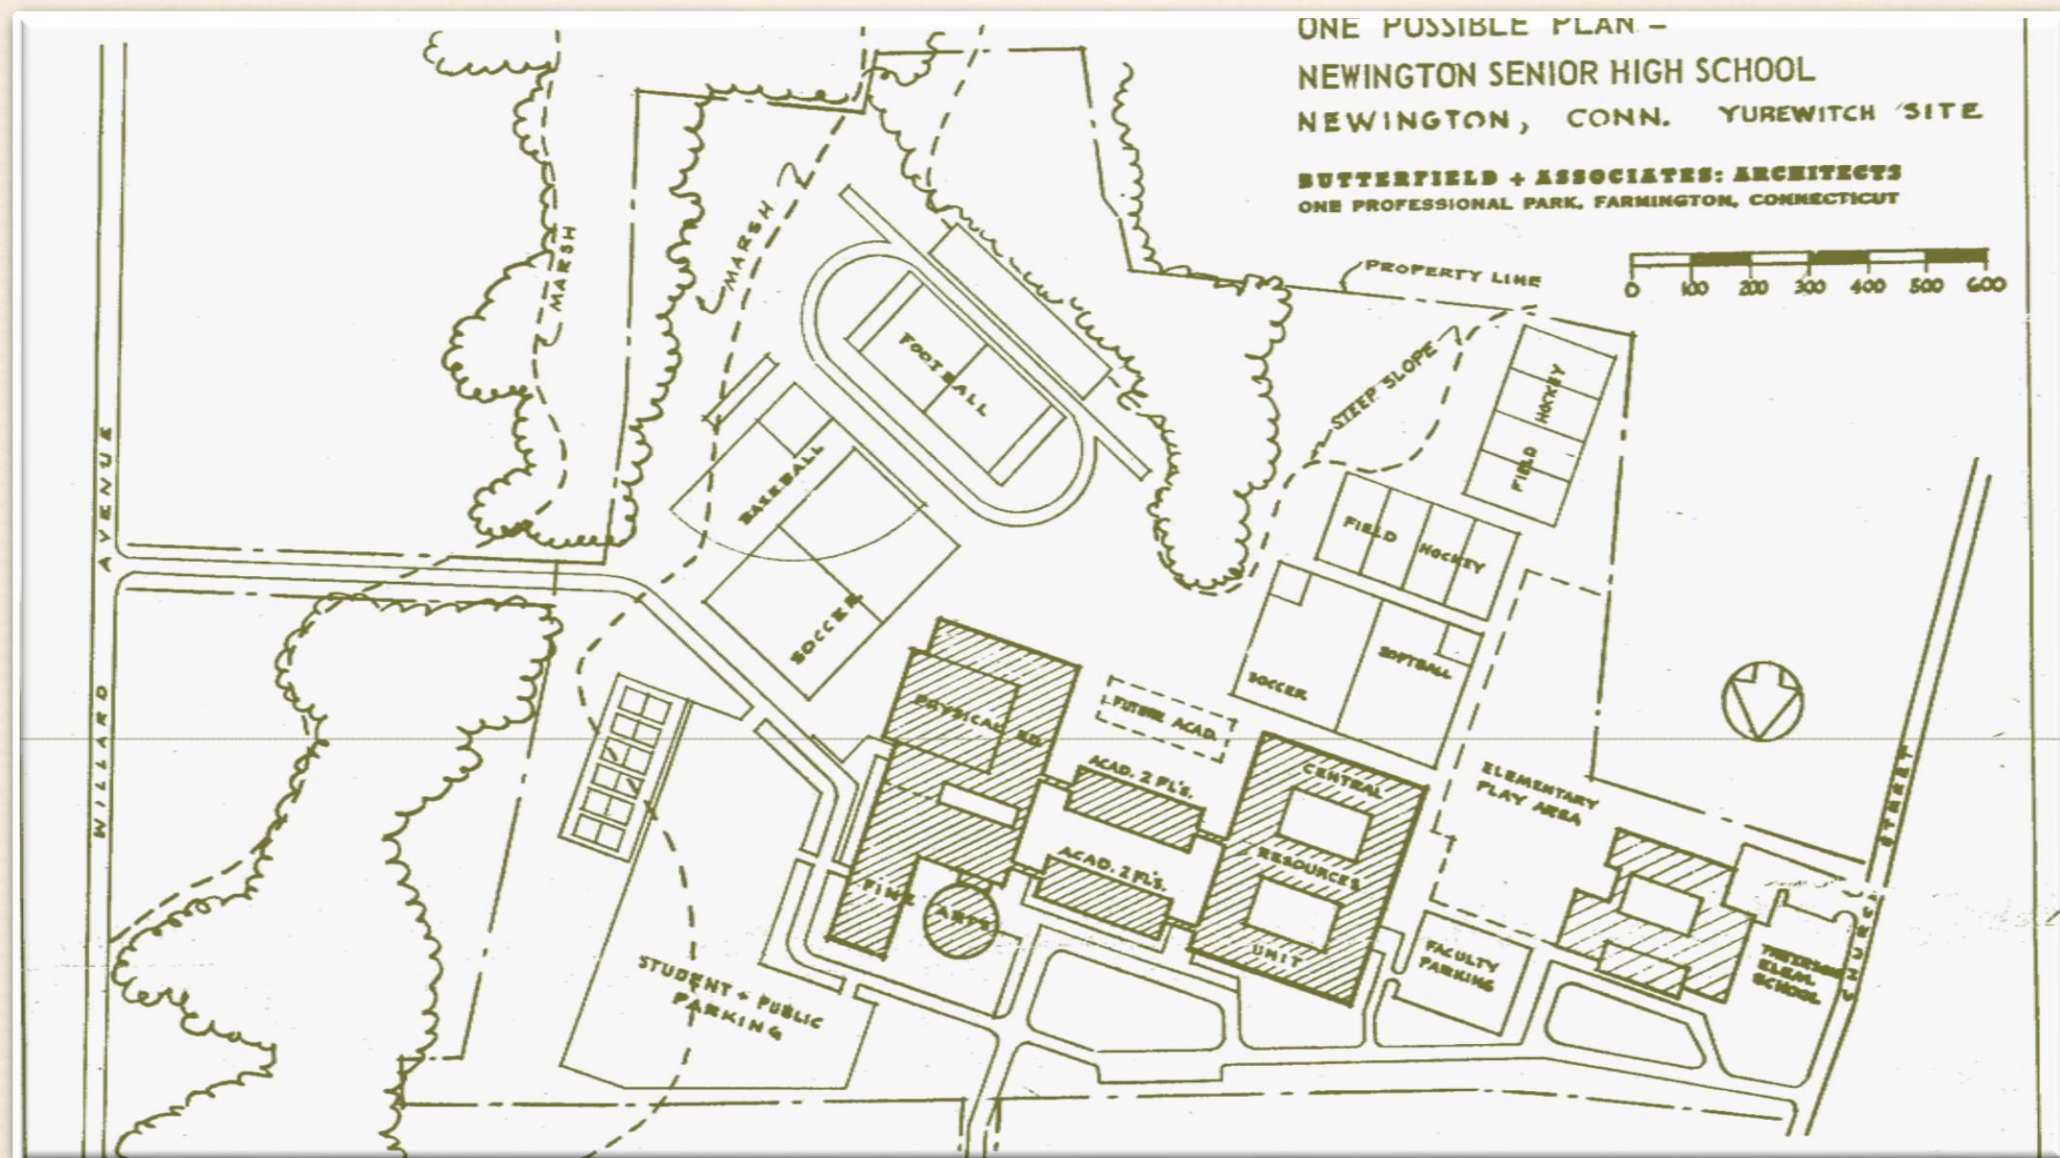 ONE POSSIBLE PLAN –
NEWINGTON SENIOR HIGH SCHOOL
NEWINGTON, CONN. YUREWITCH SITE
BUTTERFIELD + ASSOCIATES: ARCHITECTS
ONE PROFESSIONAL PARK, FARMINGTON, CONNECTICUT
0 100 200 300 400 500 600
PROPERTY LINE
MARSH
MARSH
STEEP SLOPE
FOOTBALL
FIELD HOCKEY
BASEBALL
FIELD HOCKEY
SOCCER
SOCCER
SOFTBALL
WILLARD AVENUE
PHYSICAL ED.
FUTURE ACAD.
ACAD. 2 FL'S.
CENTRAL
RESOURCES
UNIT
ACAD. 2 FL'S.
FINE ARTS
ELEMENTARY
PLAY AREA
STREET
FACULTY
PARKING
ELEM.
SCHOOL
STUDENT + PUBLIC
PARKING